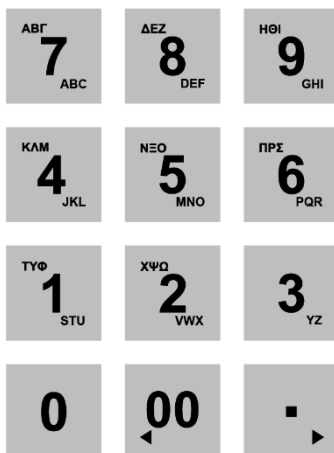 ΑΒΓ ΔΕΖ ΗΘΙ
7 8 9
ABC DEF GHI
ΚΛΜ ΝΞΟ ΠΡΣ
4 5 6
JKL MNO PQR
ΤΥΦ ΧΨΩ
1 2 3
STU VWX YZ
0 00 .